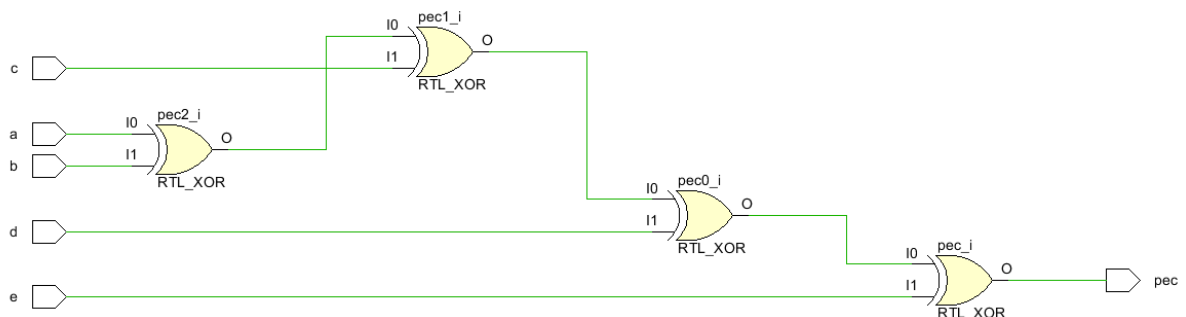 pec1_i
I0
O
c
I1
RTL_XOR
pec2_i
a
I0
O
b
I1
RTL_XOR
pec0_i
I0
O
d
I1
RTL_XOR
pec_i
I0
O
pec
e
I1
RTL_XOR